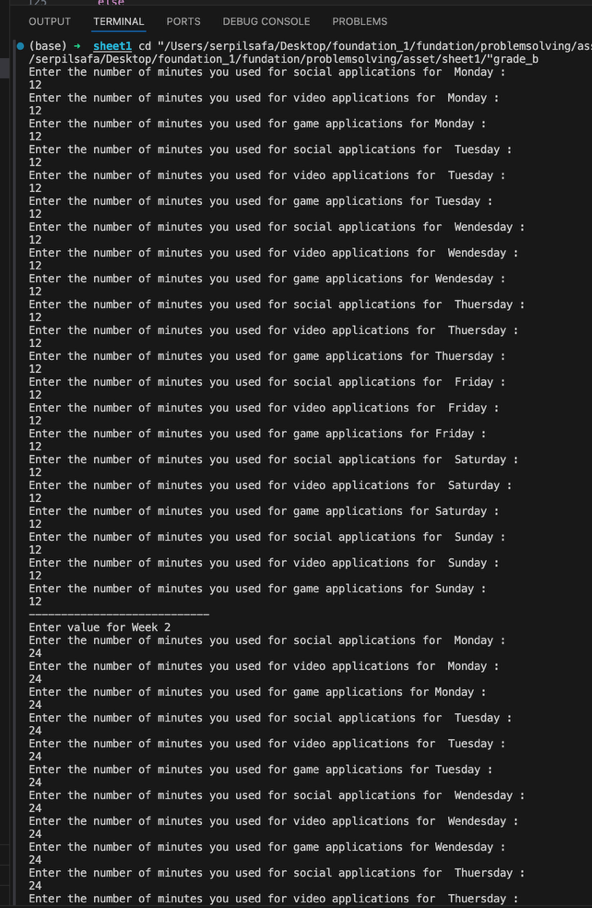 125 else
OUTPUT TERMINAL PORTS DEBUG CONSOLE PROBLEMS
(base) → sheet1 cd "/Users/serpilsafa/Desktop/foundation_1/fundation/problemsolving/ass
/serpilsafa/Desktop/foundation_1/fundation/problemsolving/asset/sheet1/"grade_b
Enter the number of minutes you used for social applications for  Monday :
12
Enter the number of minutes you used for video applications for  Monday :
12
Enter the number of minutes you used for game applications for Monday :
12
Enter the number of minutes you used for social applications for  Tuesday :
12
Enter the number of minutes you used for video applications for  Tuesday :
12
Enter the number of minutes you used for game applications for Tuesday :
12
Enter the number of minutes you used for social applications for  Wendesday :
12
Enter the number of minutes you used for video applications for  Wendesday :
12
Enter the number of minutes you used for game applications for Wendesday :
12
Enter the number of minutes you used for social applications for  Thuersday :
12
Enter the number of minutes you used for video applications for  Thuersday :
12
Enter the number of minutes you used for game applications for Thuersday :
12
Enter the number of minutes you used for social applications for  Friday :
12
Enter the number of minutes you used for video applications for  Friday :
12
Enter the number of minutes you used for game applications for Friday :
12
Enter the number of minutes you used for social applications for  Saturday :
12
Enter the number of minutes you used for video applications for  Saturday :
12
Enter the number of minutes you used for game applications for Saturday :
12
Enter the number of minutes you used for social applications for  Sunday :
12
Enter the number of minutes you used for video applications for  Sunday :
12
Enter the number of minutes you used for game applications for Sunday :
12
----------------------------
Enter value for Week 2
Enter the number of minutes you used for social applications for  Monday :
24
Enter the number of minutes you used for video applications for  Monday :
24
Enter the number of minutes you used for game applications for Monday :
24
Enter the number of minutes you used for social applications for  Tuesday :
24
Enter the number of minutes you used for video applications for  Tuesday :
24
Enter the number of minutes you used for game applications for Tuesday :
24
Enter the number of minutes you used for social applications for  Wendesday :
24
Enter the number of minutes you used for video applications for  Wendesday :
24
Enter the number of minutes you used for game applications for Wendesday :
24
Enter the number of minutes you used for social applications for  Thuersday :
24
Enter the number of minutes you used for video applications for  Thuersday :